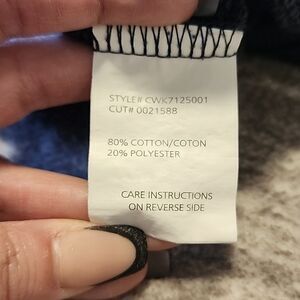 STYLE# CWK7125001
CUT# 0021588
80% COTTON/COTON
20% POLYESTER
CARE INSTRUCTIONS
ON REVERSE SIDE